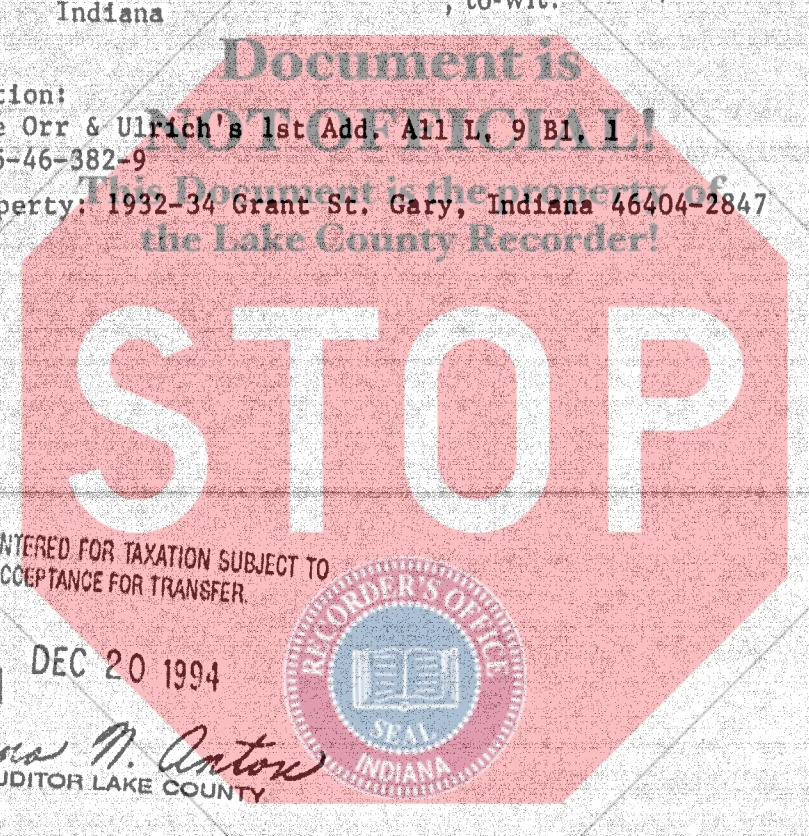 Indiana , to-wit:
Document is
tion:
NOT OFFICIAL!
e Orr & Ulrich's 1st Add. All L. 9 Bl. 1
5-46-382-9
This Document is the property of
perty: 1932-34 Grant St. Gary, Indiana 46404-2847
the Lake County Recorder!
STOP
NTERED FOR TAXATION SUBJECT TO
CCEPTANCE FOR TRANSFER.
RECORDER'S OFFICE
SEAL
INDIANA
DEC 20 1994
N. Anton
UDITOR LAKE COUNTY